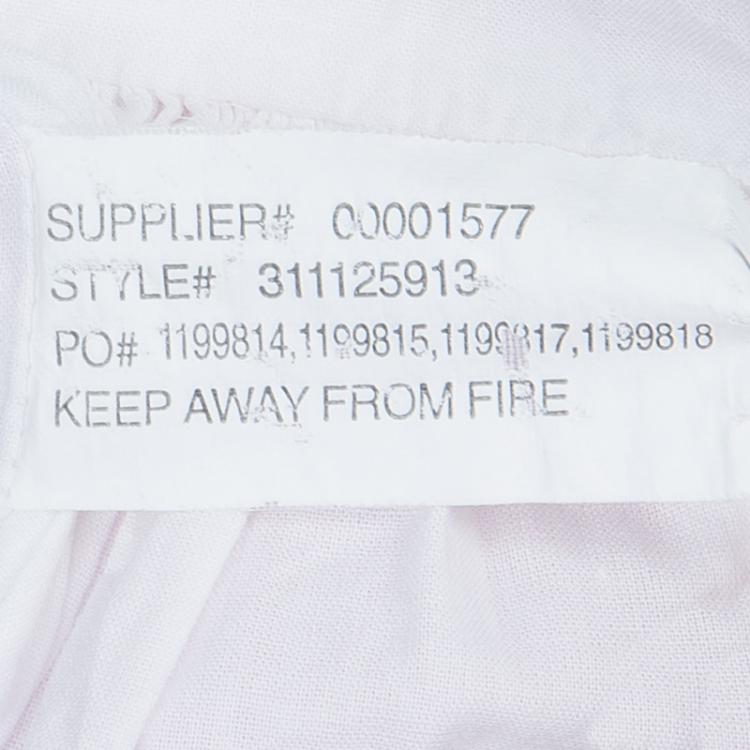 SUPPLIER# 00001577
STYLE# 311125913
PO# 1199814,1199815,1199817,1199818
KEEP AWAY FROM FIRE